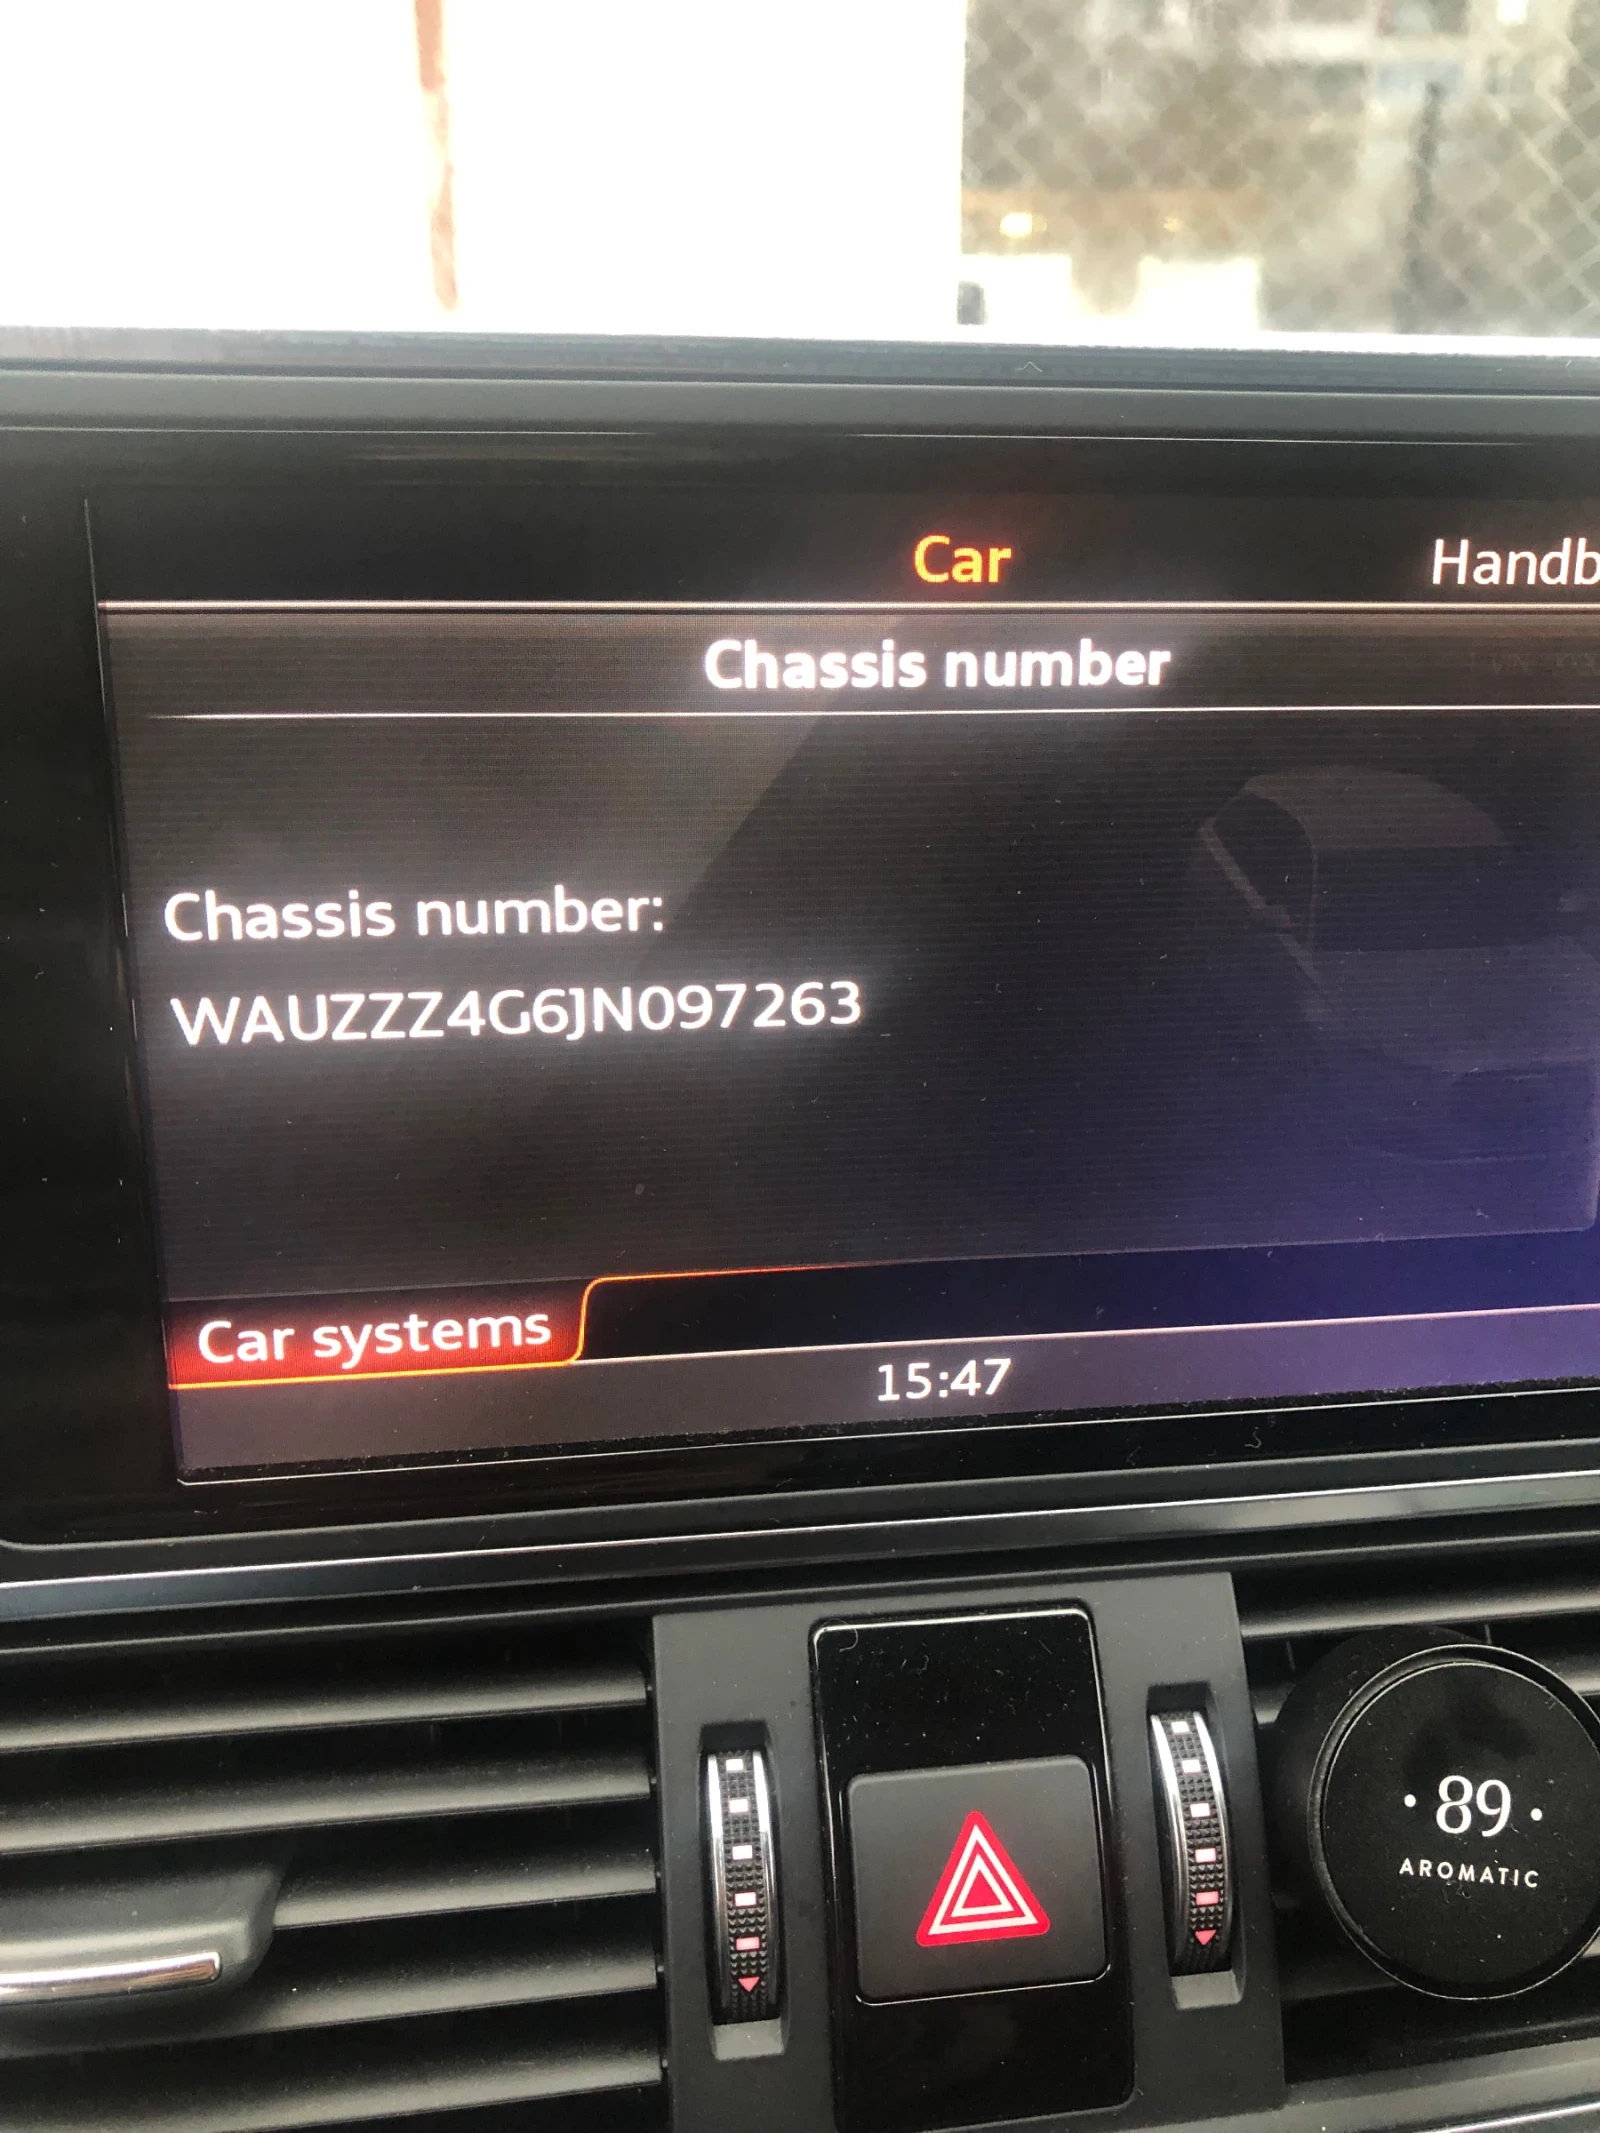 Car
Handb
Chassis number
Chassis number:
WAUZZZ4G6JN097263
Car systems
15:47
· 89 ·
AROMATIC